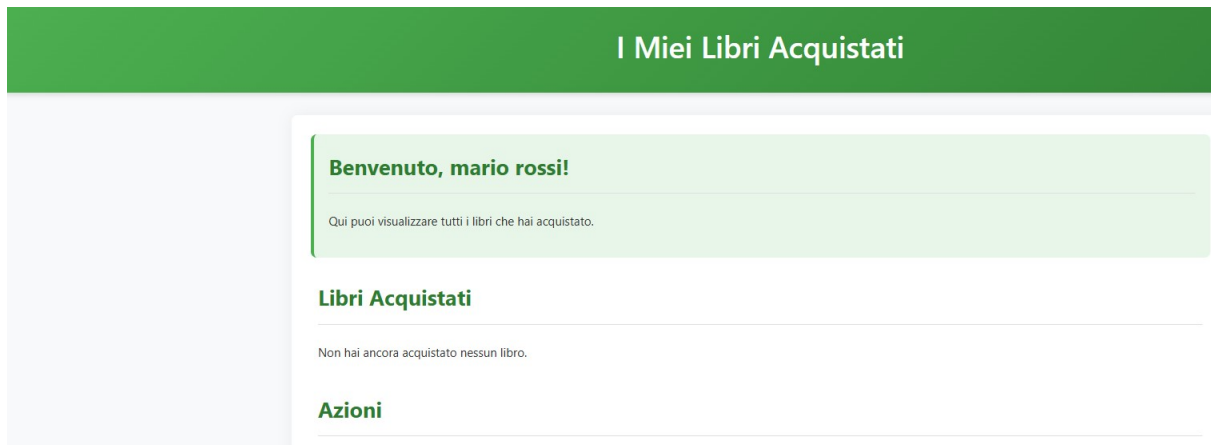 I Miei Libri Acquistati
Benvenuto, mario rossi!
Qui puoi visualizzare tutti i libri che hai acquistato.
Libri Acquistati
Non hai ancora acquistato nessun libro.
Azioni